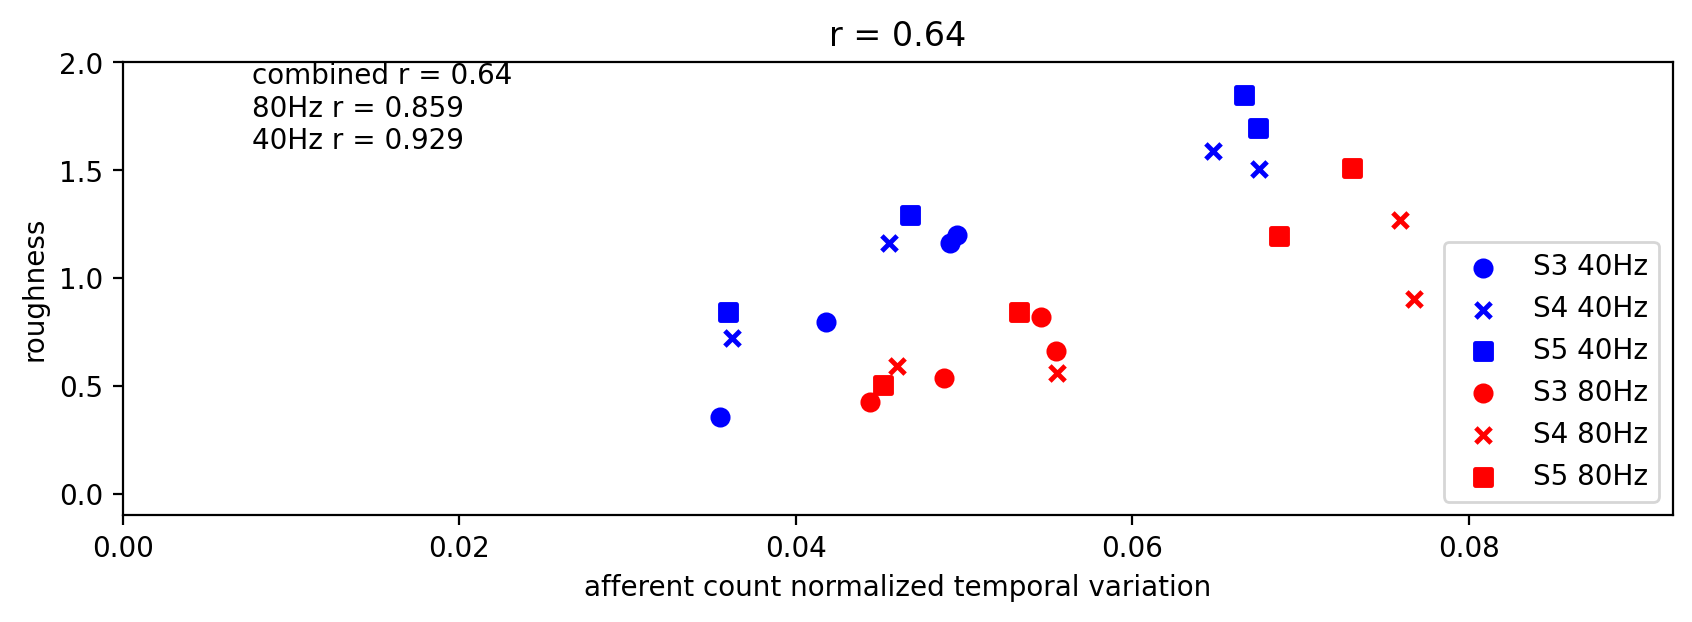 r = 0.64
combined r = 0.64
80Hz r = 0.859
40Hz r = 0.929
2.0
1.5
1.0
0.5
0.0
roughness
S3 40Hz
S4 40Hz
S5 40Hz
S3 80Hz
S4 80Hz
S5 80Hz
0.00 0.02 0.04 0.06 0.08
afferent count normalized temporal variation